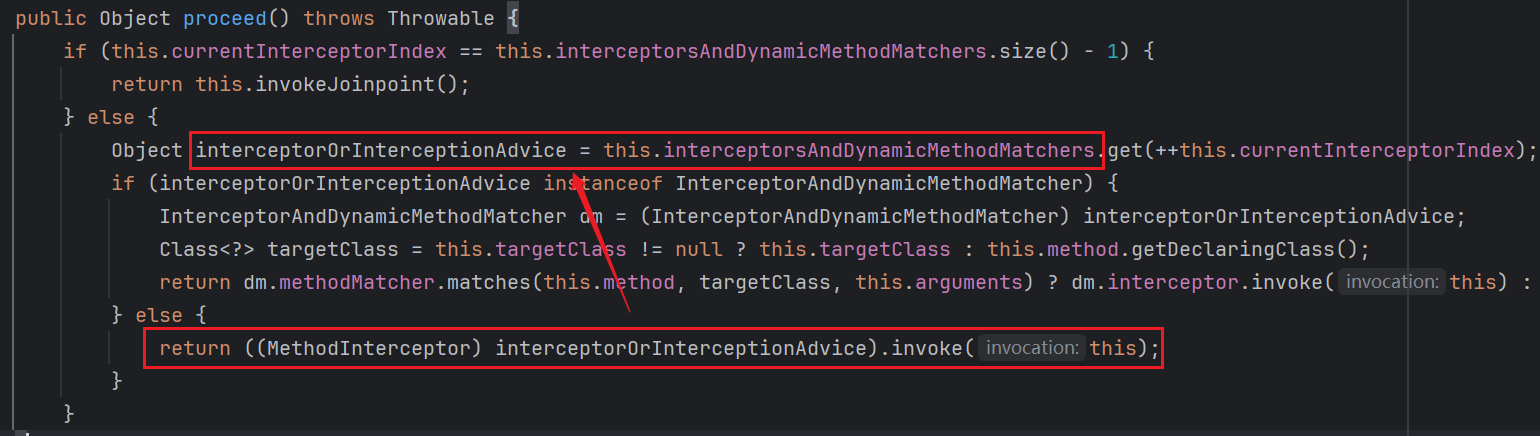 public Object proceed() throws Throwable {
if (this.currentInterceptorIndex == this.interceptorsAndDynamicMethodMatchers.size() - 1) {
return this.invokeJoinpoint();
} else {
Object interceptorOrInterceptionAdvice = this.interceptorsAndDynamicMethodMatchers.get(++this.currentInterceptorIndex);
if (interceptorOrInterceptionAdvice instanceof InterceptorAndDynamicMethodMatcher) {
InterceptorAndDynamicMethodMatcher dm = (InterceptorAndDynamicMethodMatcher) interceptorOrInterceptionAdvice;
Class<?> targetClass = this.targetClass != null ? this.targetClass : this.method.getDeclaringClass();
return dm.methodMatcher.matches(this.method, targetClass, this.arguments) ? dm.interceptor.invoke( invocation: this) :
} else {
return ((MethodInterceptor) interceptorOrInterceptionAdvice).invoke( invocation: this);
}
}